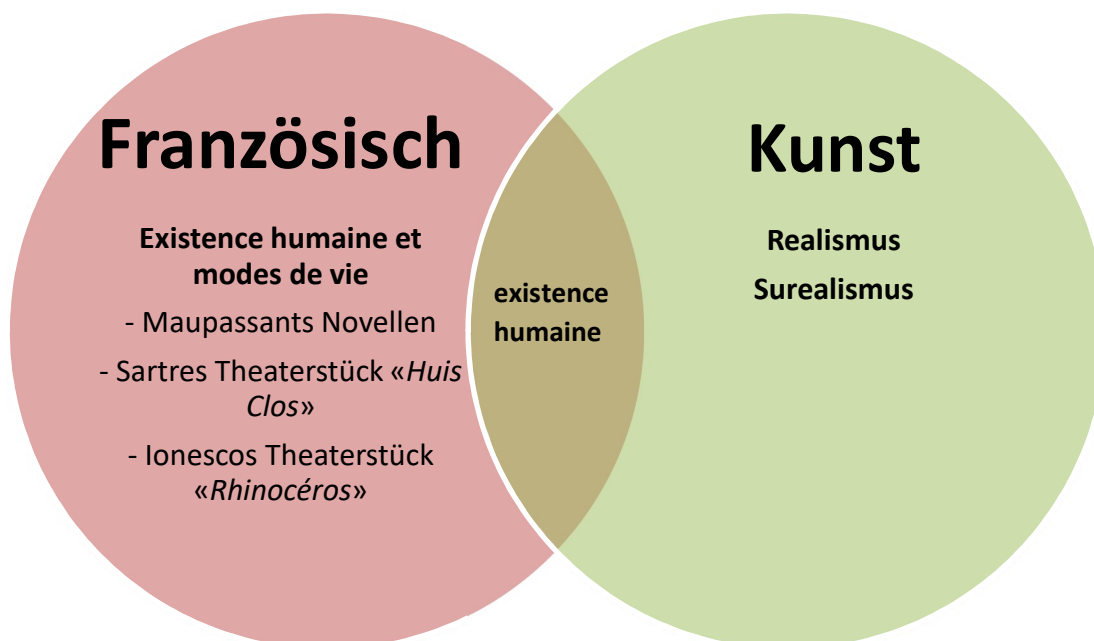 Französisch
Existence humaine et
modes de vie
- Maupassants Novellen
- Sartres Theaterstück «Huis
Clos»
- Ionescos Theaterstück
«Rhinocéros»
existence
humaine
Kunst
Realismus
Surealismus